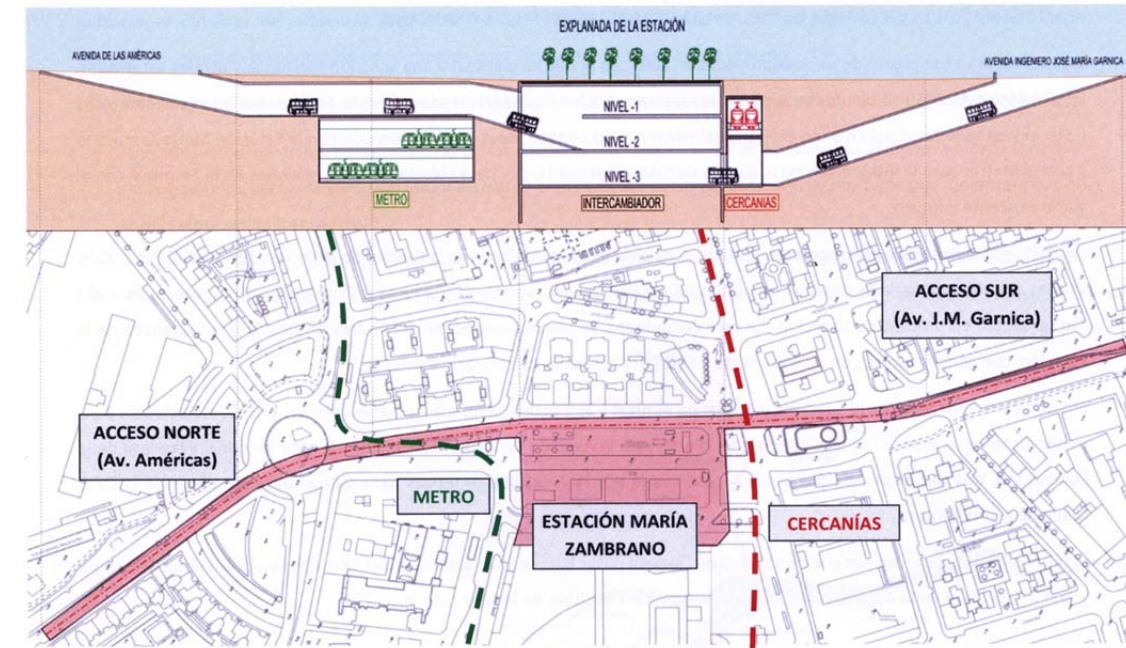 EXPLANADA DE LA ESTACIÓN
AVENIDA DE LAS AMÉRICAS
AVENIDA INGENIERO JOSÉ MARÍA GARNICA
NIVEL -1
NIVEL -2
NIVEL -3
METRO
INTERCAMBIADOR
CERCANIAS
ACCESO SUR
(Av. J.M. Garnica)
ACCESO NORTE
(Av. Américas)
METRO
ESTACIÓN MARÍA
ZAMBRANO
CERCANÍAS